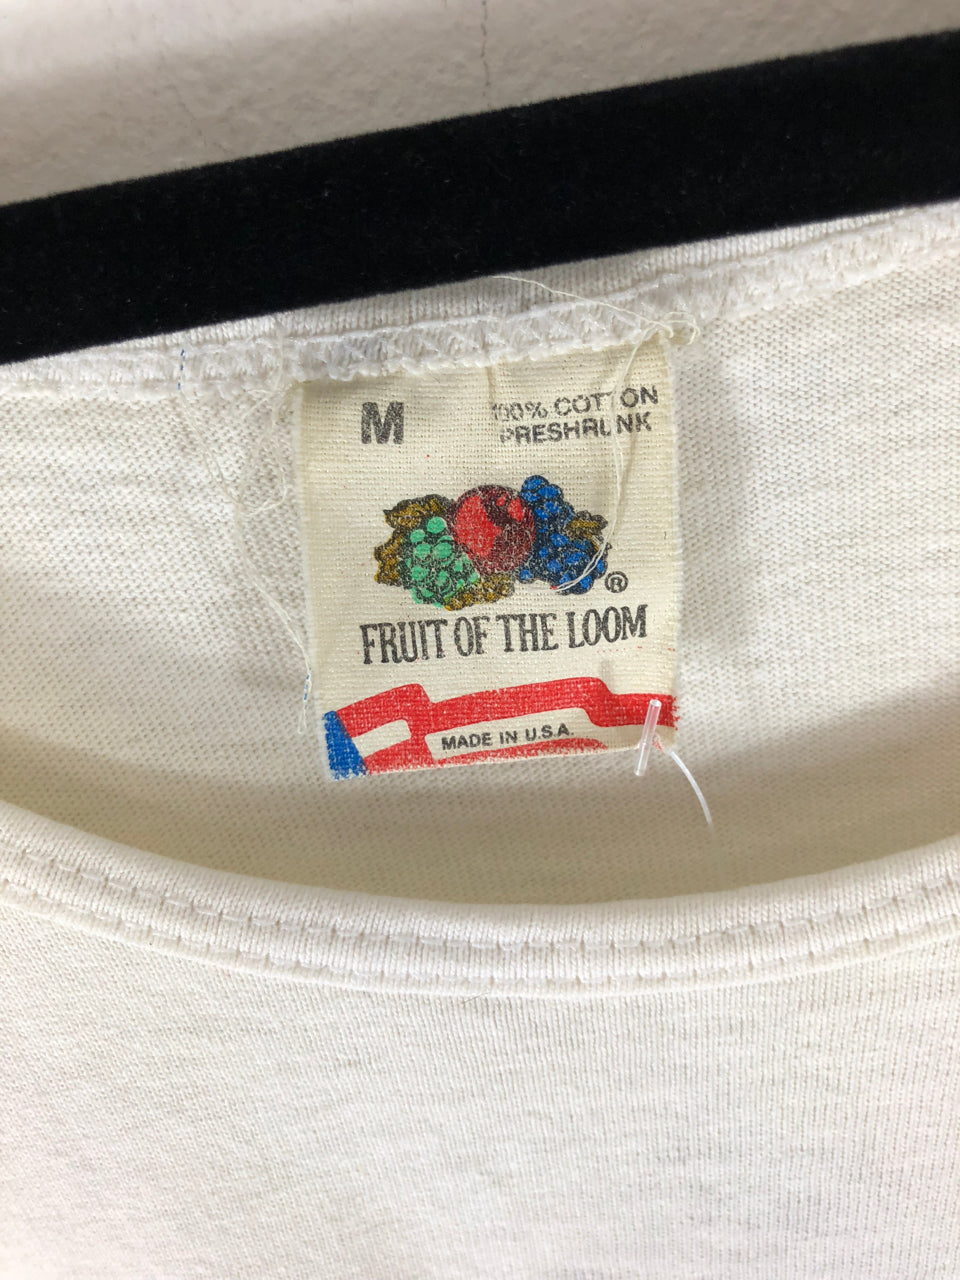 M
100% COTTON
PRESHRUNK
®
FRUIT OF THE LOOM
MADE IN U.S.A.